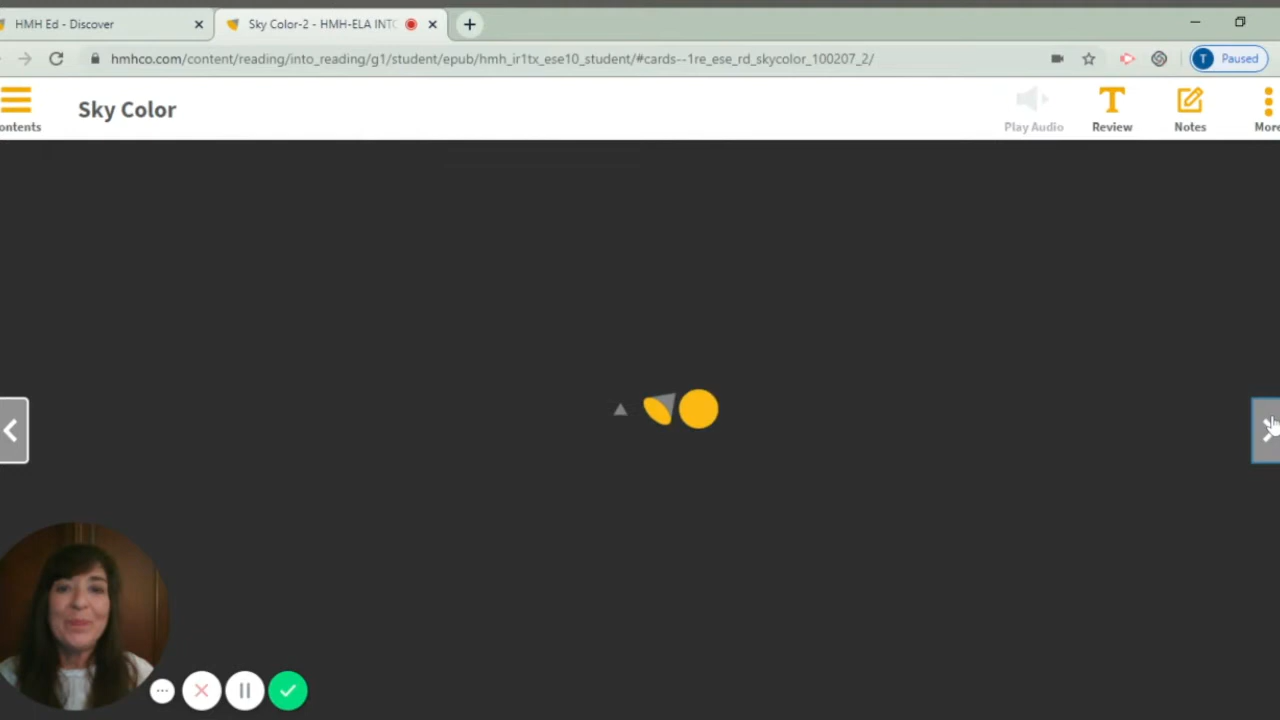 HMH Ed - Discover
Sky Color-2 - HMH-ELA INTO
hmhco.com/content/reading/into_reading/g1/student/epub/hmh_ir1tx_ese10_student/#cards--1re_ese_rd_skycolor_100207_2/
T Paused
ontents
Sky Color
Play Audio
Review
Notes
More